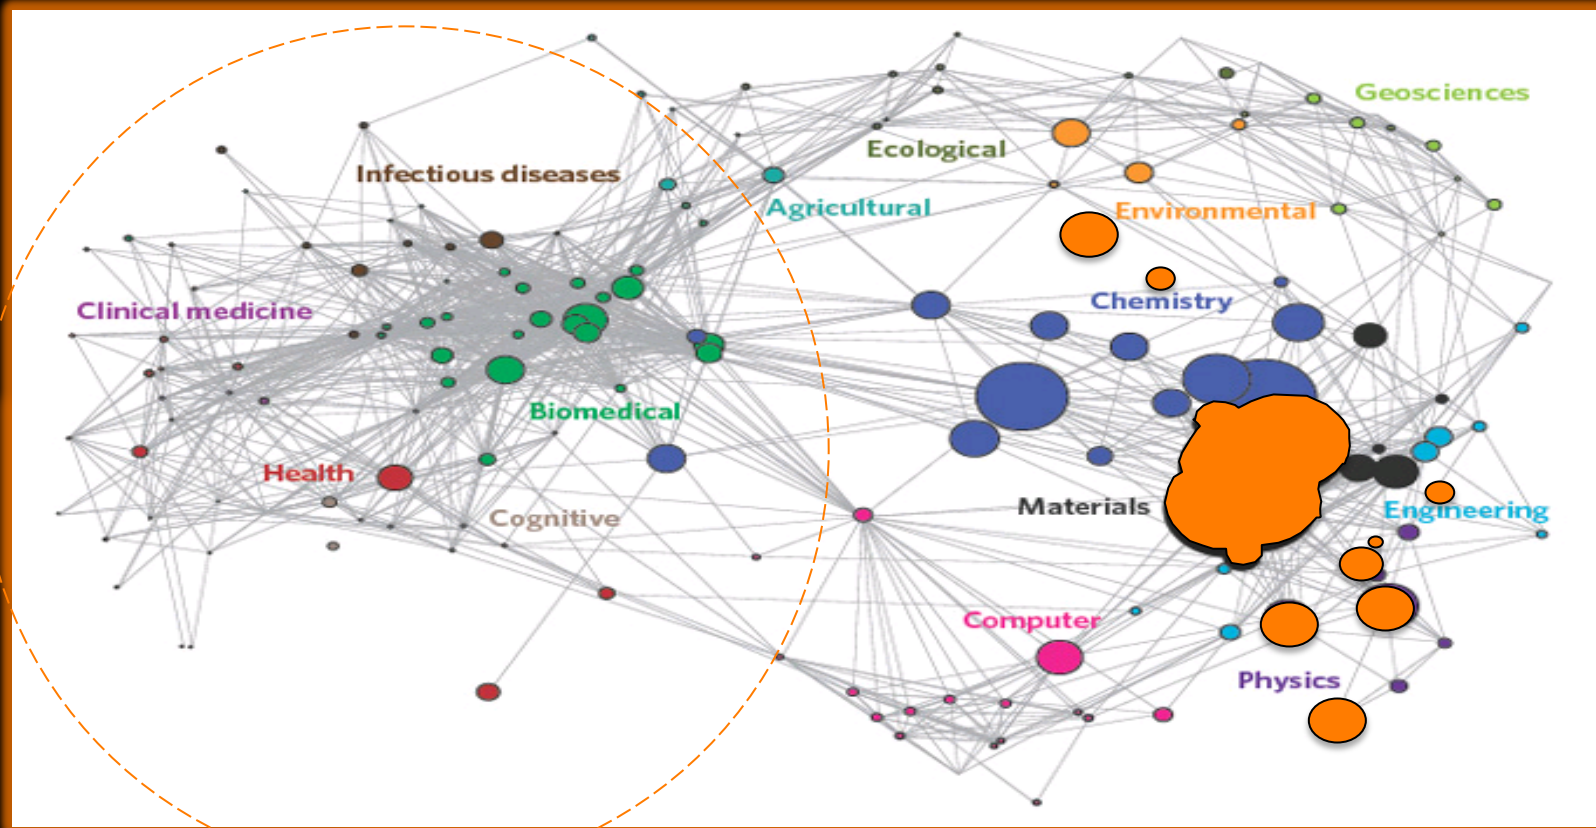 Geosciences
Ecological
Infectious diseases
Agricultural
Environmental
Chemistry
Clinical medicine
Biomedical
Health
Cognitive
Materials
Engineering
Computer
Physics